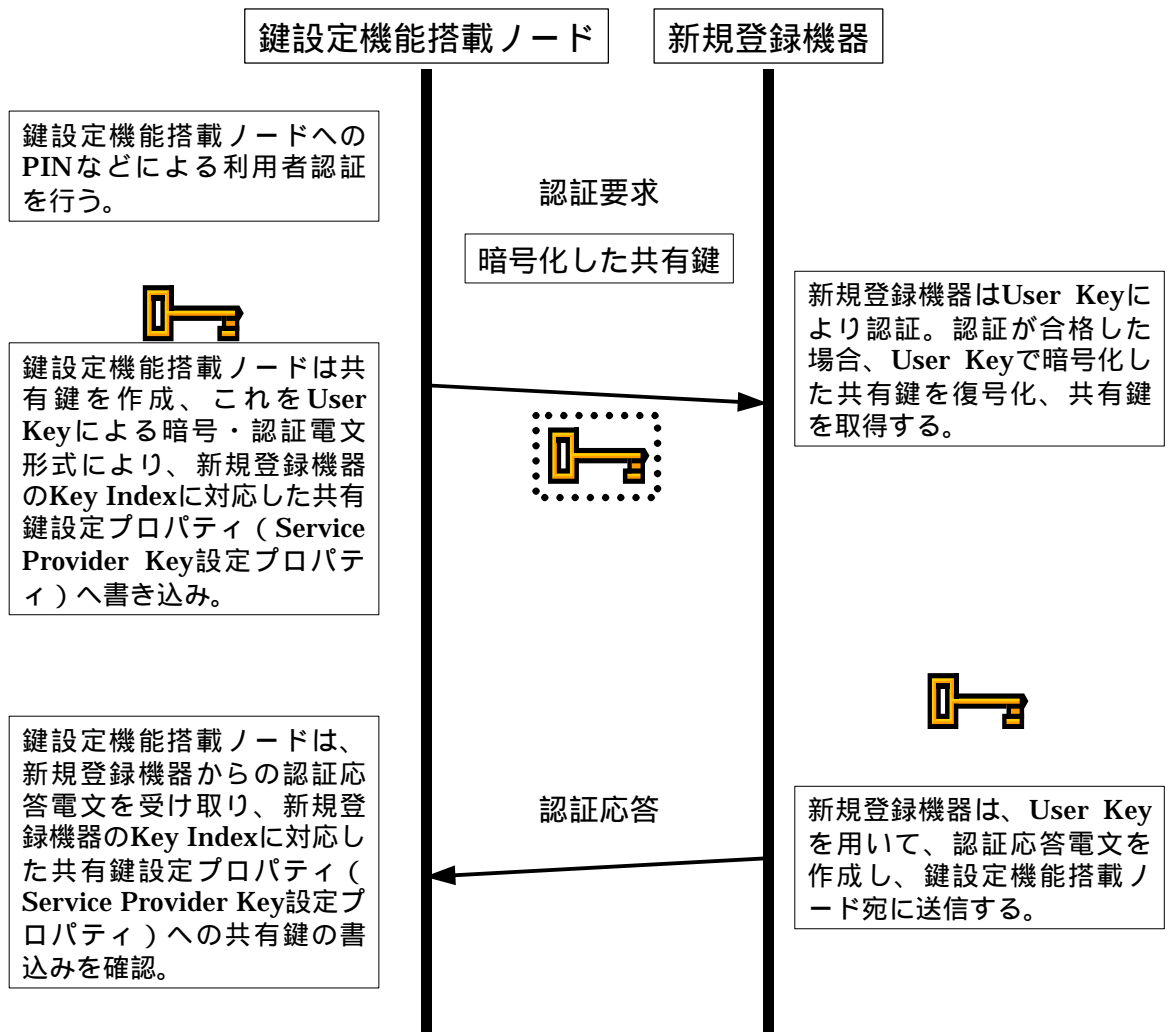 鍵設定機能搭載ノード
新規登録機器
鍵設定機能搭載ノードへの
PINなどによる利用者認証
を行う。
認証要求
暗号化した共有鍵
新規登録機器はUser Keyに
より認証。認証が合格した
場合、User Keyで暗号化し
た共有鍵を復号化、共有鍵
を取得する。
鍵設定機能搭載ノードは共
有鍵を作成、これをUser
Keyによる暗号・認証電文
形式により、新規登録機器
のKey Indexに対応した共有
鍵設定プロパティ（Service
Provider Key設定プロパテ
ィ）へ書き込み。
鍵設定機能搭載ノードは、
新規登録機器からの認証応
答電文を受け取り、新規登
録機器のKey Indexに対応し
た共有鍵設定プロパティ（
Service Provider Key設定プ
ロパティ）への共有鍵の書
込みを確認。
認証応答
新規登録機器は、User Key
を用いて、認証応答電文を
作成し、鍵設定機能搭載ノ
ード宛に送信する。